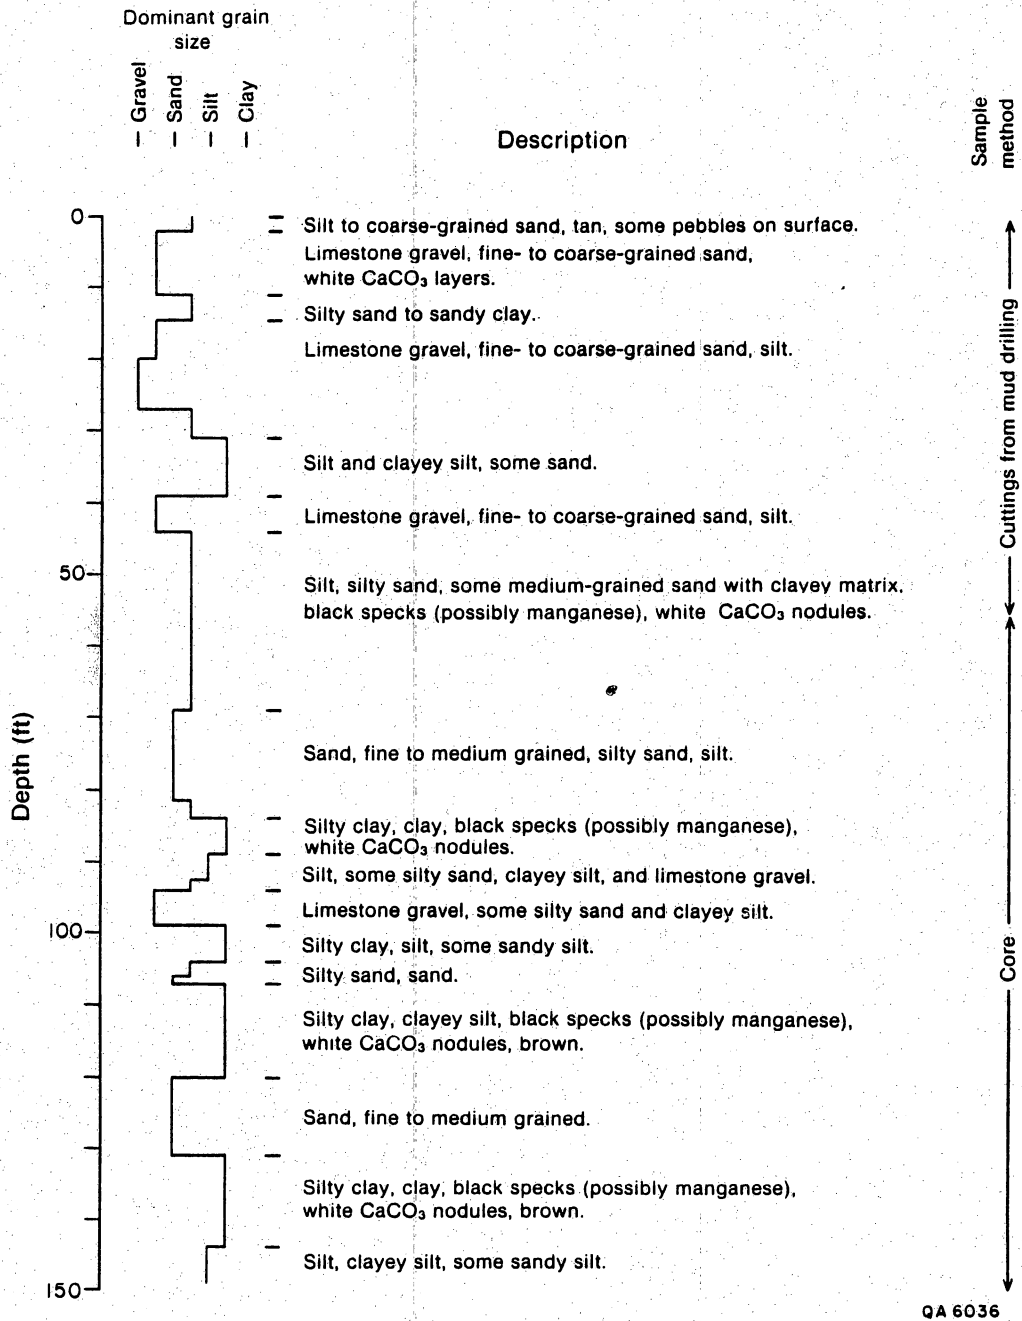 Dominant grain
size
Gravel
Sand
Silt
Clay
Description
Sample
method
0
Silt to coarse-grained sand, tan, some pebbles on surface.
Limestone gravel, fine- to coarse-grained sand,
white CaCO₃ layers.
Silty sand to sandy clay.
Limestone gravel, fine- to coarse-grained sand, silt.
Cuttings from mud drilling
Silt and clayey silt, some sand.
Limestone gravel, fine- to coarse-grained sand, silt.
50
Silt, silty sand, some medium-grained sand with clayey matrix,
black specks (possibly manganese), white CaCO₃ nodules.
Depth (ft)
Sand, fine to medium grained, silty sand, silt.
Silty clay, clay, black specks (possibly manganese),
white CaCO₃ nodules.
Silt, some silty sand, clayey silt, and limestone gravel.
Limestone gravel, some silty sand and clayey silt.
100
Silty clay, silt, some sandy silt.
Core
Silty sand, sand.
Silty clay, clayey silt, black specks (possibly manganese),
white CaCO₃ nodules, brown.
Sand, fine to medium grained.
Silty clay, clay, black specks (possibly manganese),
white CaCO₃ nodules, brown.
Silt, clayey silt, some sandy silt.
150
QA 6036